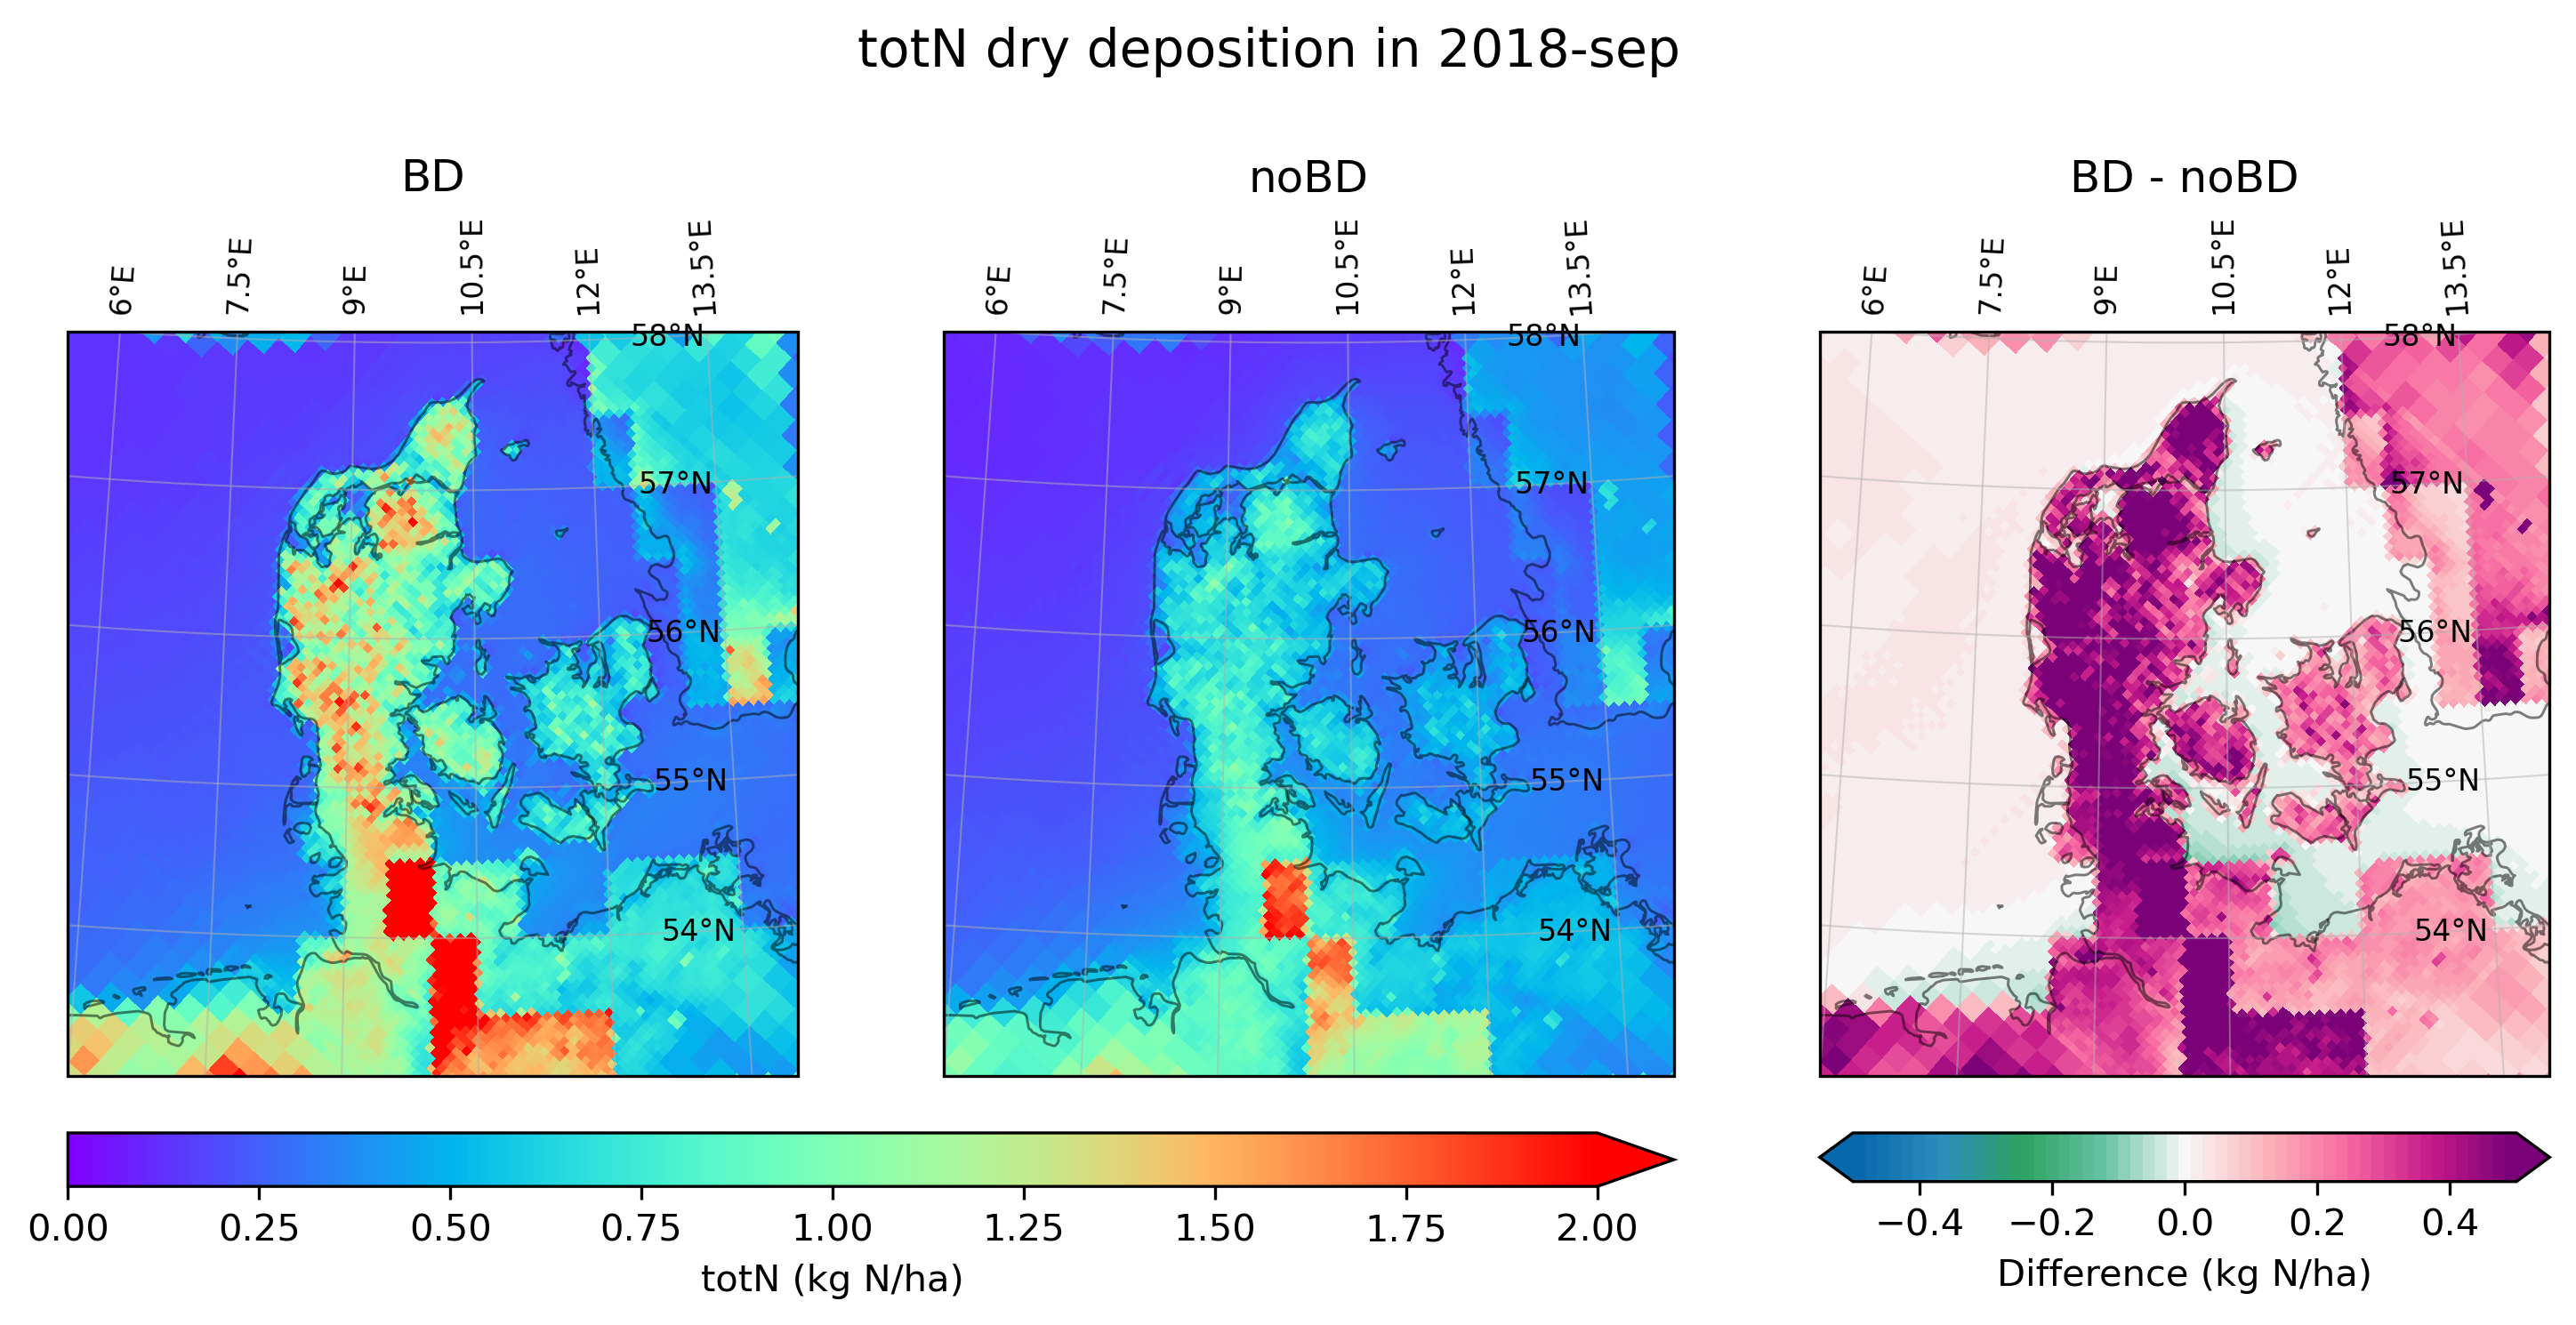 totN dry deposition in 2018-sep
BD
noBD
BD - noBD
6°E 7.5°E 9°E 10.5°E 12°E 13.5°E
6°E 7.5°E 9°E 10.5°E 12°E 13.5°E
6°E 7.5°E 9°E 10.5°E 12°E 13.5°E
58°N 58°N 58°N
57°N 57°N 57°N
56°N 56°N 56°N
55°N 55°N 55°N
54°N 54°N 54°N
0.00 0.25 0.50 0.75 1.00 1.25 1.50 1.75 2.00
totN (kg N/ha)
−0.4 −0.2 0.0 0.2 0.4
Difference (kg N/ha)